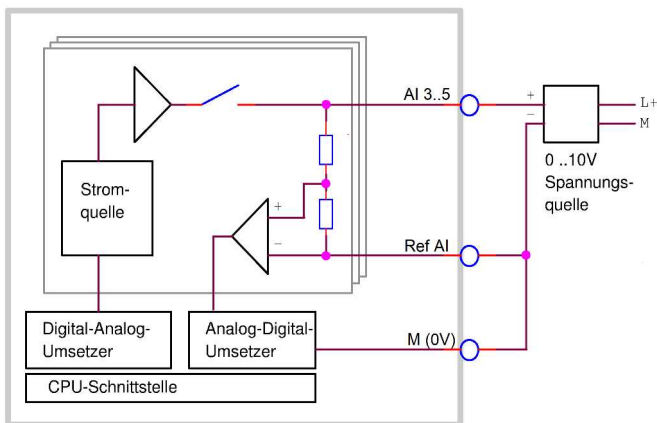 AI 3..5
+
L+
−
M
0 ..10V
Spannungs-
quelle
Strom-
quelle
+
−
Ref AI
M (0V)
Digital-Analog-
Umsetzer
Analog-Digital-
Umsetzer
CPU-Schnittstelle